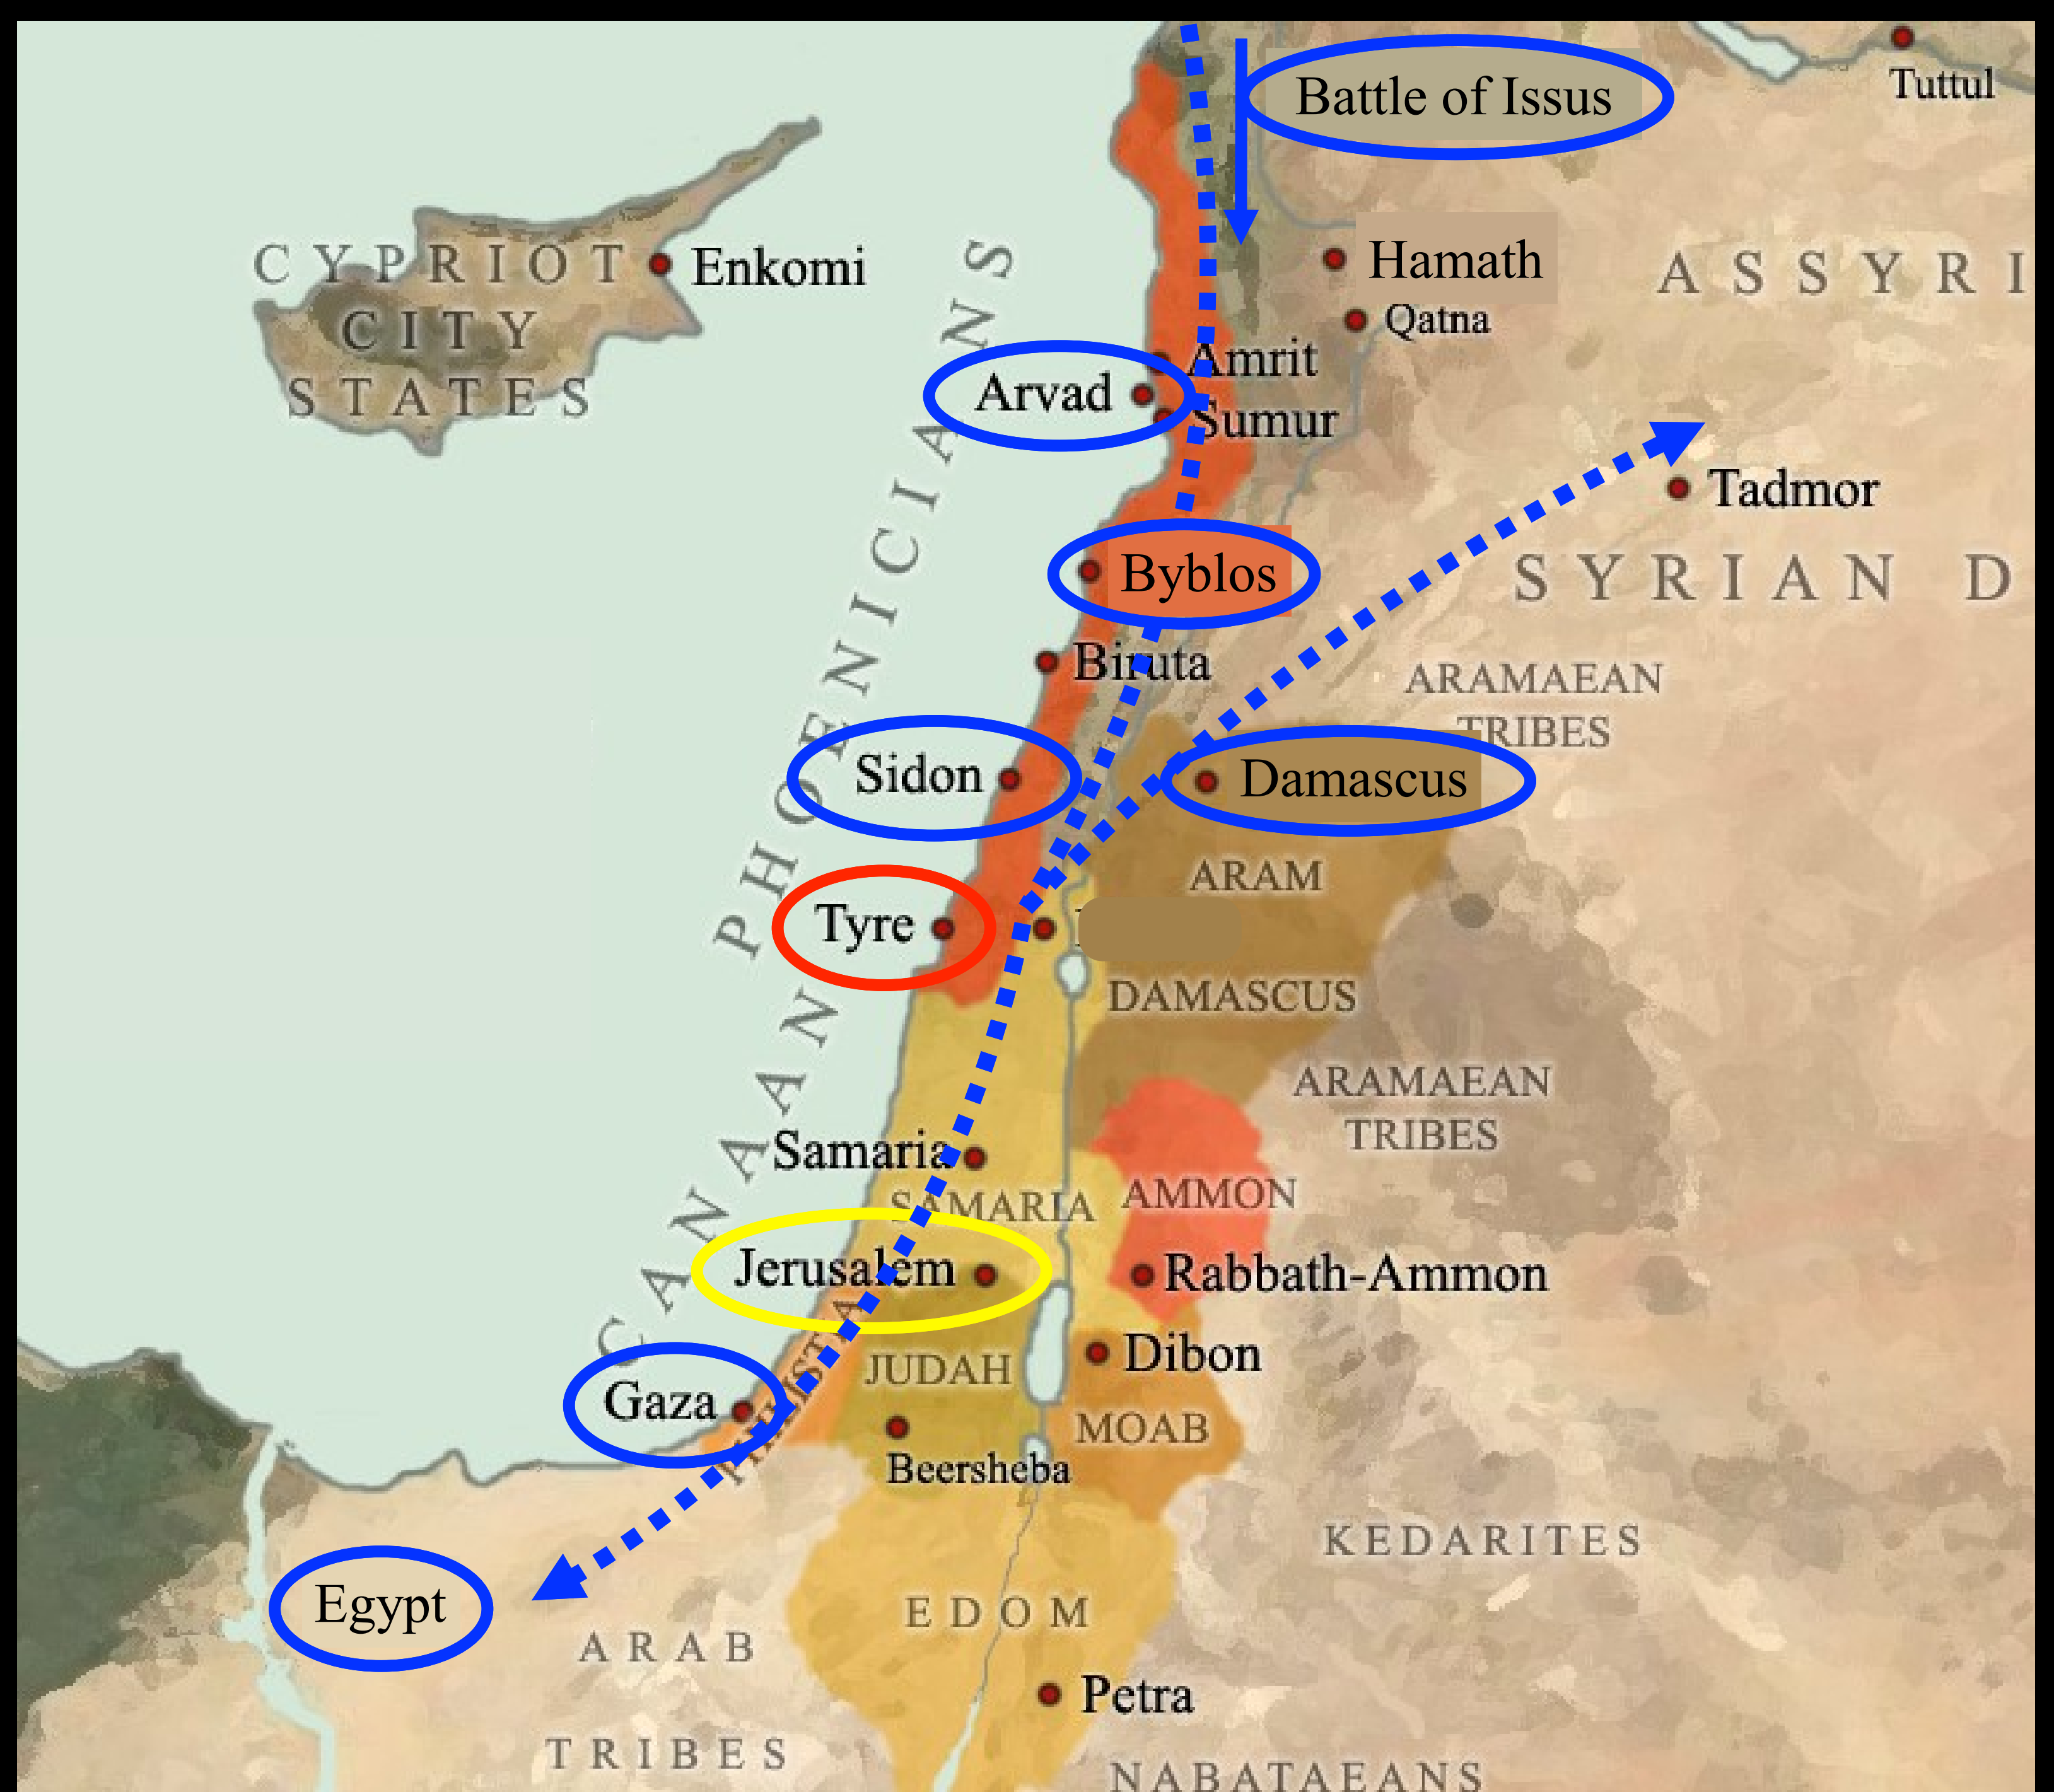 Battle of Issus
Tuttul
CYPRIOT
CITY
STATES
Enkomi
Hamath
Qatna
ASSYRI
Amrit
Arvad
Sumur
Tadmor
Byblos
SYRIAN D
Biruta
ARAMAEAN
TRIBES
Sidon
Damascus
CANAAN PHOENICIANS
ARAM
Tyre
DAMASCUS
ARAMAEAN
TRIBES
Samaria
SAMARIA
AMMON
Jerusalem
Rabbath-Ammon
PHILISTIA
Dibon
JUDAH
Gaza
MOAB
Beersheba
KEDARITES
Egypt
EDOM
ARAB
TRIBES
Petra
NABATAEANS